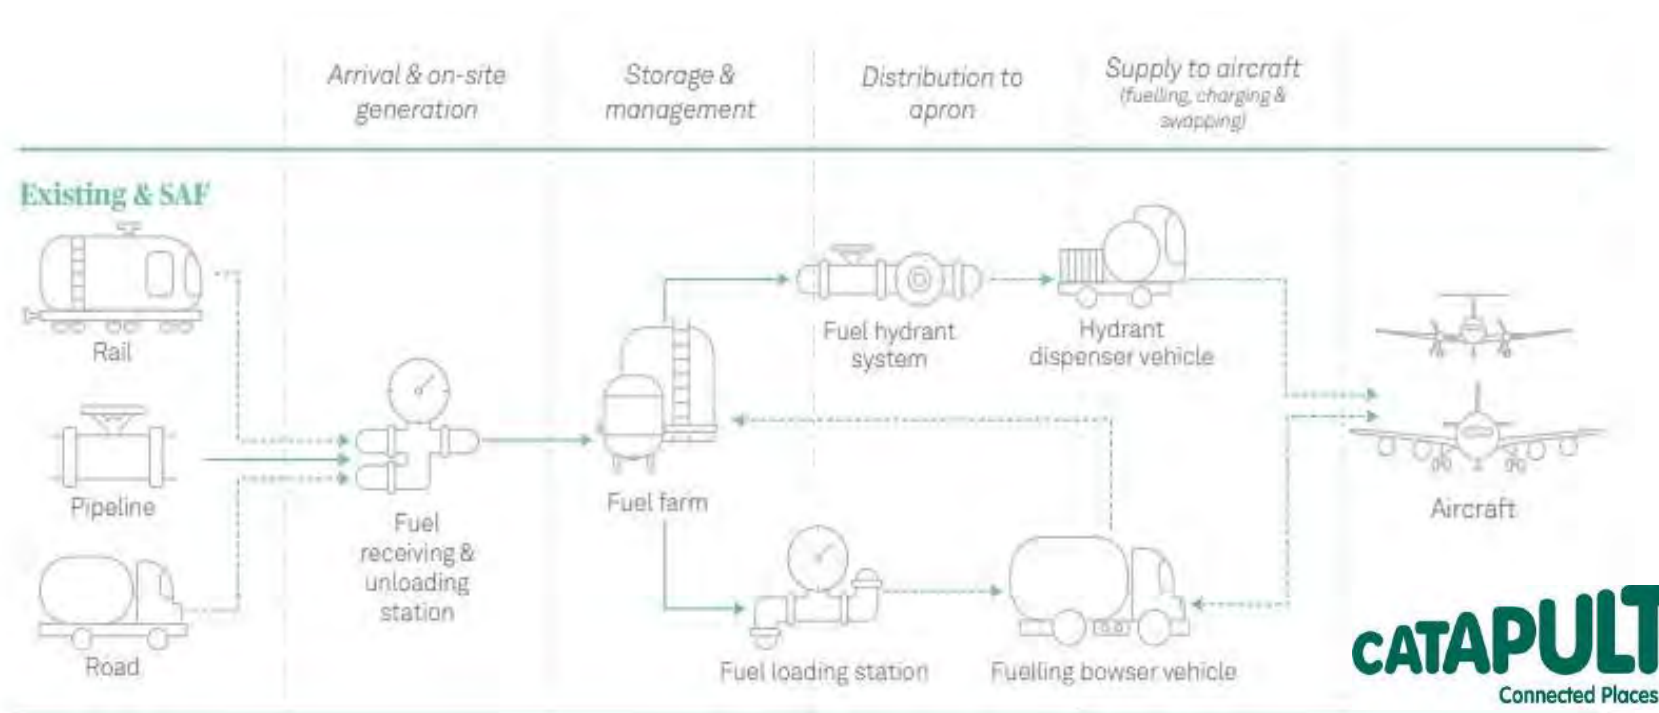 Arrival & on-site
generation
Storage &
management
Distribution to
apron
Supply to aircraft
(fuelling, charging &
swapping)
Existing & SAF
Rail
Pipeline
Road
Fuel
receiving &
unloading
station
Fuel farm
Fuel hydrant
system
Hydrant
dispenser vehicle
Fuel loading station
Fuelling bowser vehicle
Aircraft
CATAPULT
Connected Places